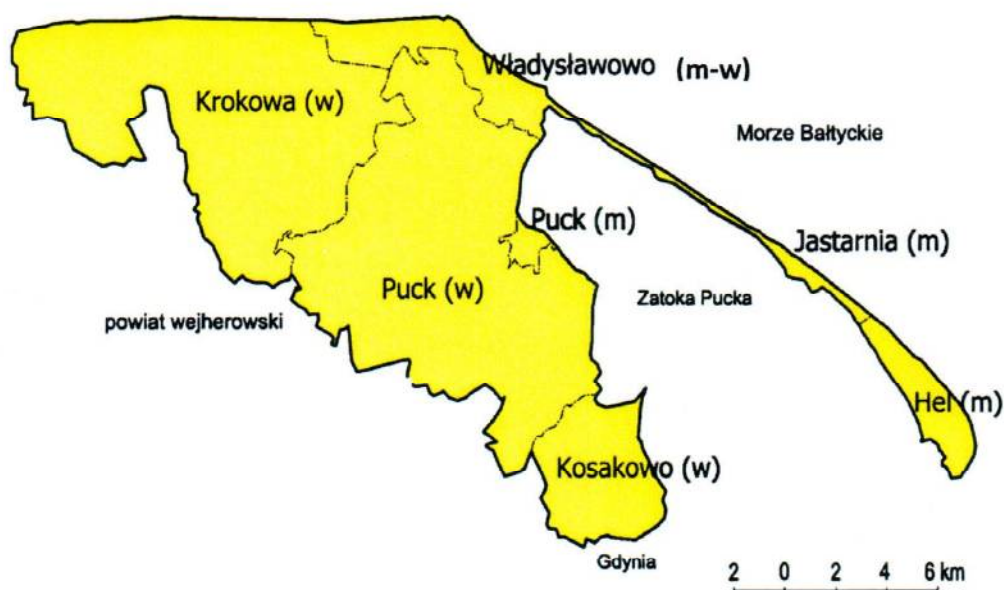 Władysławowo (m-w)
Krokowa (w)
Morze Bałtyckie
Puck (m)
Jastarnia (m)
Puck (w)
Zatoka Pucka
powiat wejherowski
Hel (m)
Kosakowo (w)
Gdynia
2 0 2 4 6 km